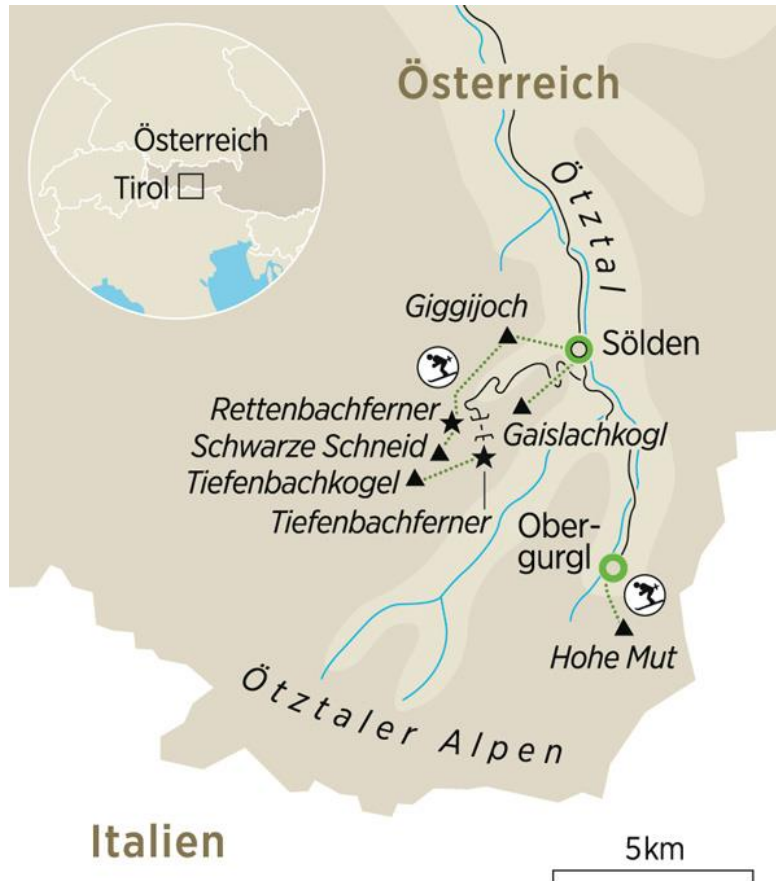 Österreich
Österreich
Tirol
Ötztal
Giggijoch
Sölden
Rettenbachferner
Gaislachkogl
Schwarze Schneid
Tiefenbachkogel
Tiefenbachferner
Ober-
gurgl
Hohe Mut
Ötztaler Alpen
Italien
5km